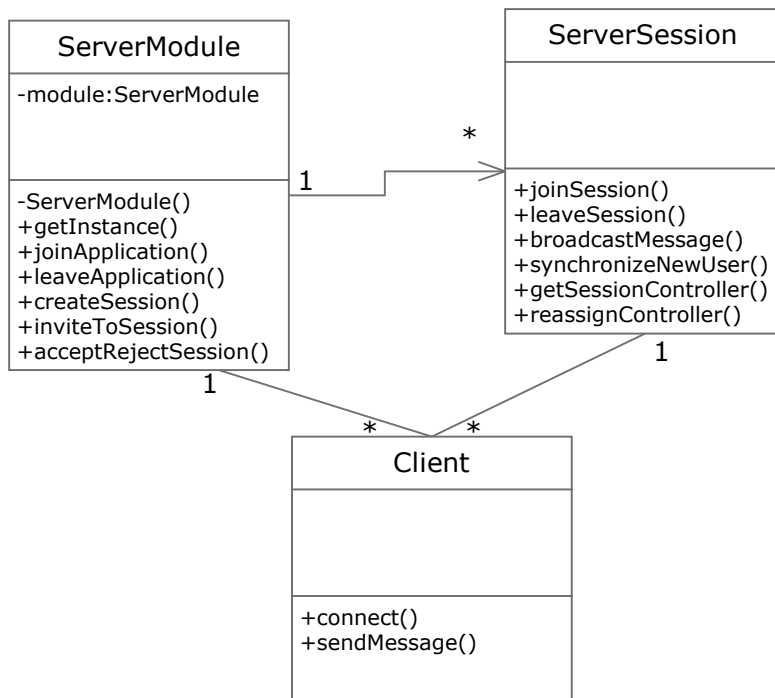 ServerModule
-module:ServerModule
-ServerModule()
+getInstance()
+joinApplication()
+leaveApplication()
+createSession()
+inviteToSession()
+acceptRejectSession()
1
*
ServerSession
+joinSession()
+leaveSession()
+broadcastMessage()
+synchronizeNewUser()
+getSessionController()
+reassignController()
1
1
*
*
Client
+connect()
+sendMessage()